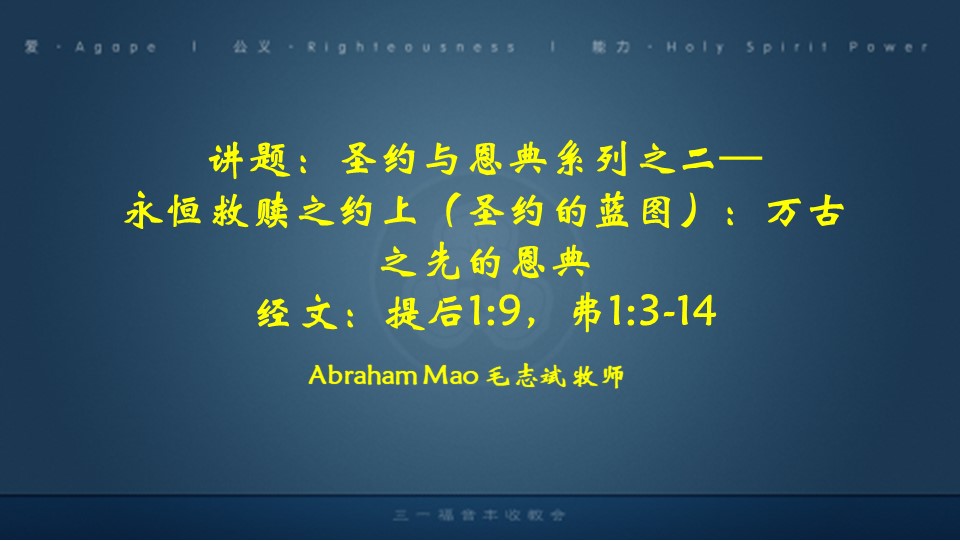 爱·Agape | 公义·Righteousness | 能力·Holy Spirit Power
讲题：圣约与恩典系列之二—
永恒救赎之约上（圣约的蓝图）：万古
之先的恩典
经文：提后1:9，弗1:3-14
Abraham Mao 毛志斌牧师
三一福音丰收教会